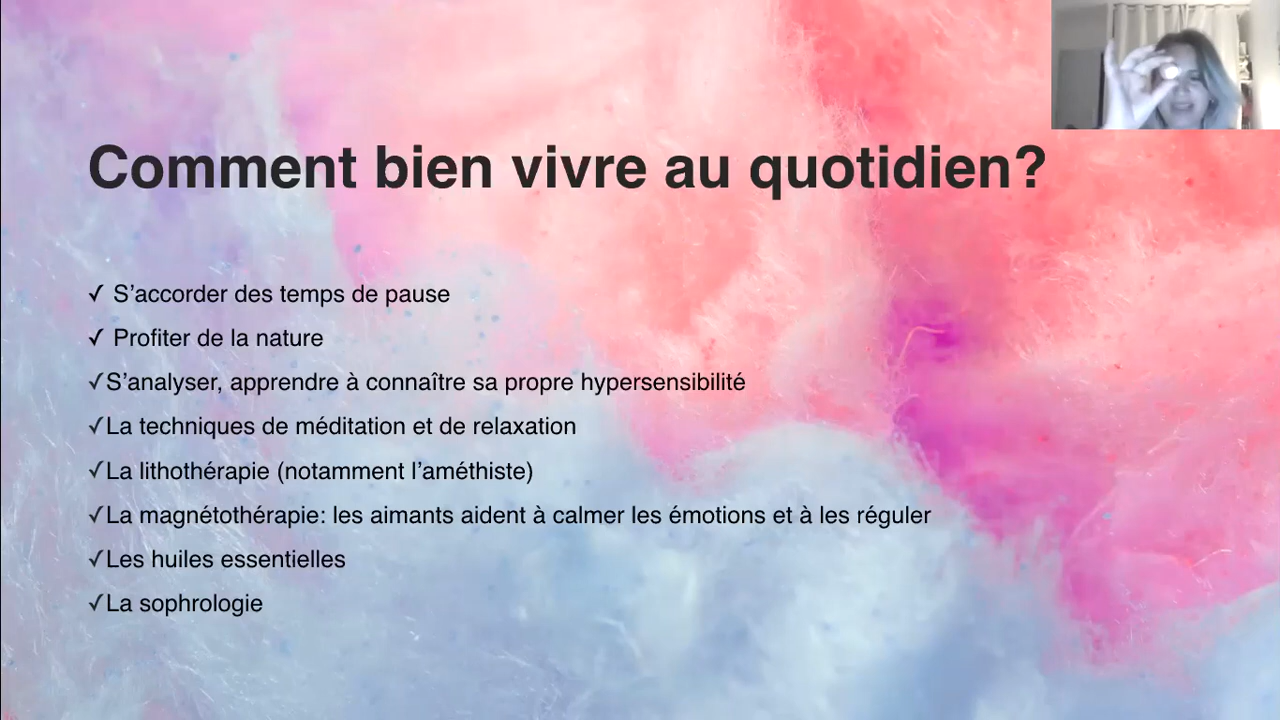 Comment bien vivre au quotidien?
✓ S'accorder des temps de pause
✓ Profiter de la nature
✓S'analyser, apprendre à connaître sa propre hypersensibilité
✓La techniques de méditation et de relaxation
✓La lithothérapie (notamment l'améthiste)
✓La magnétothérapie: les aimants aident à calmer les émotions et à les réguler
✓Les huiles essentielles
✓La sophrologie